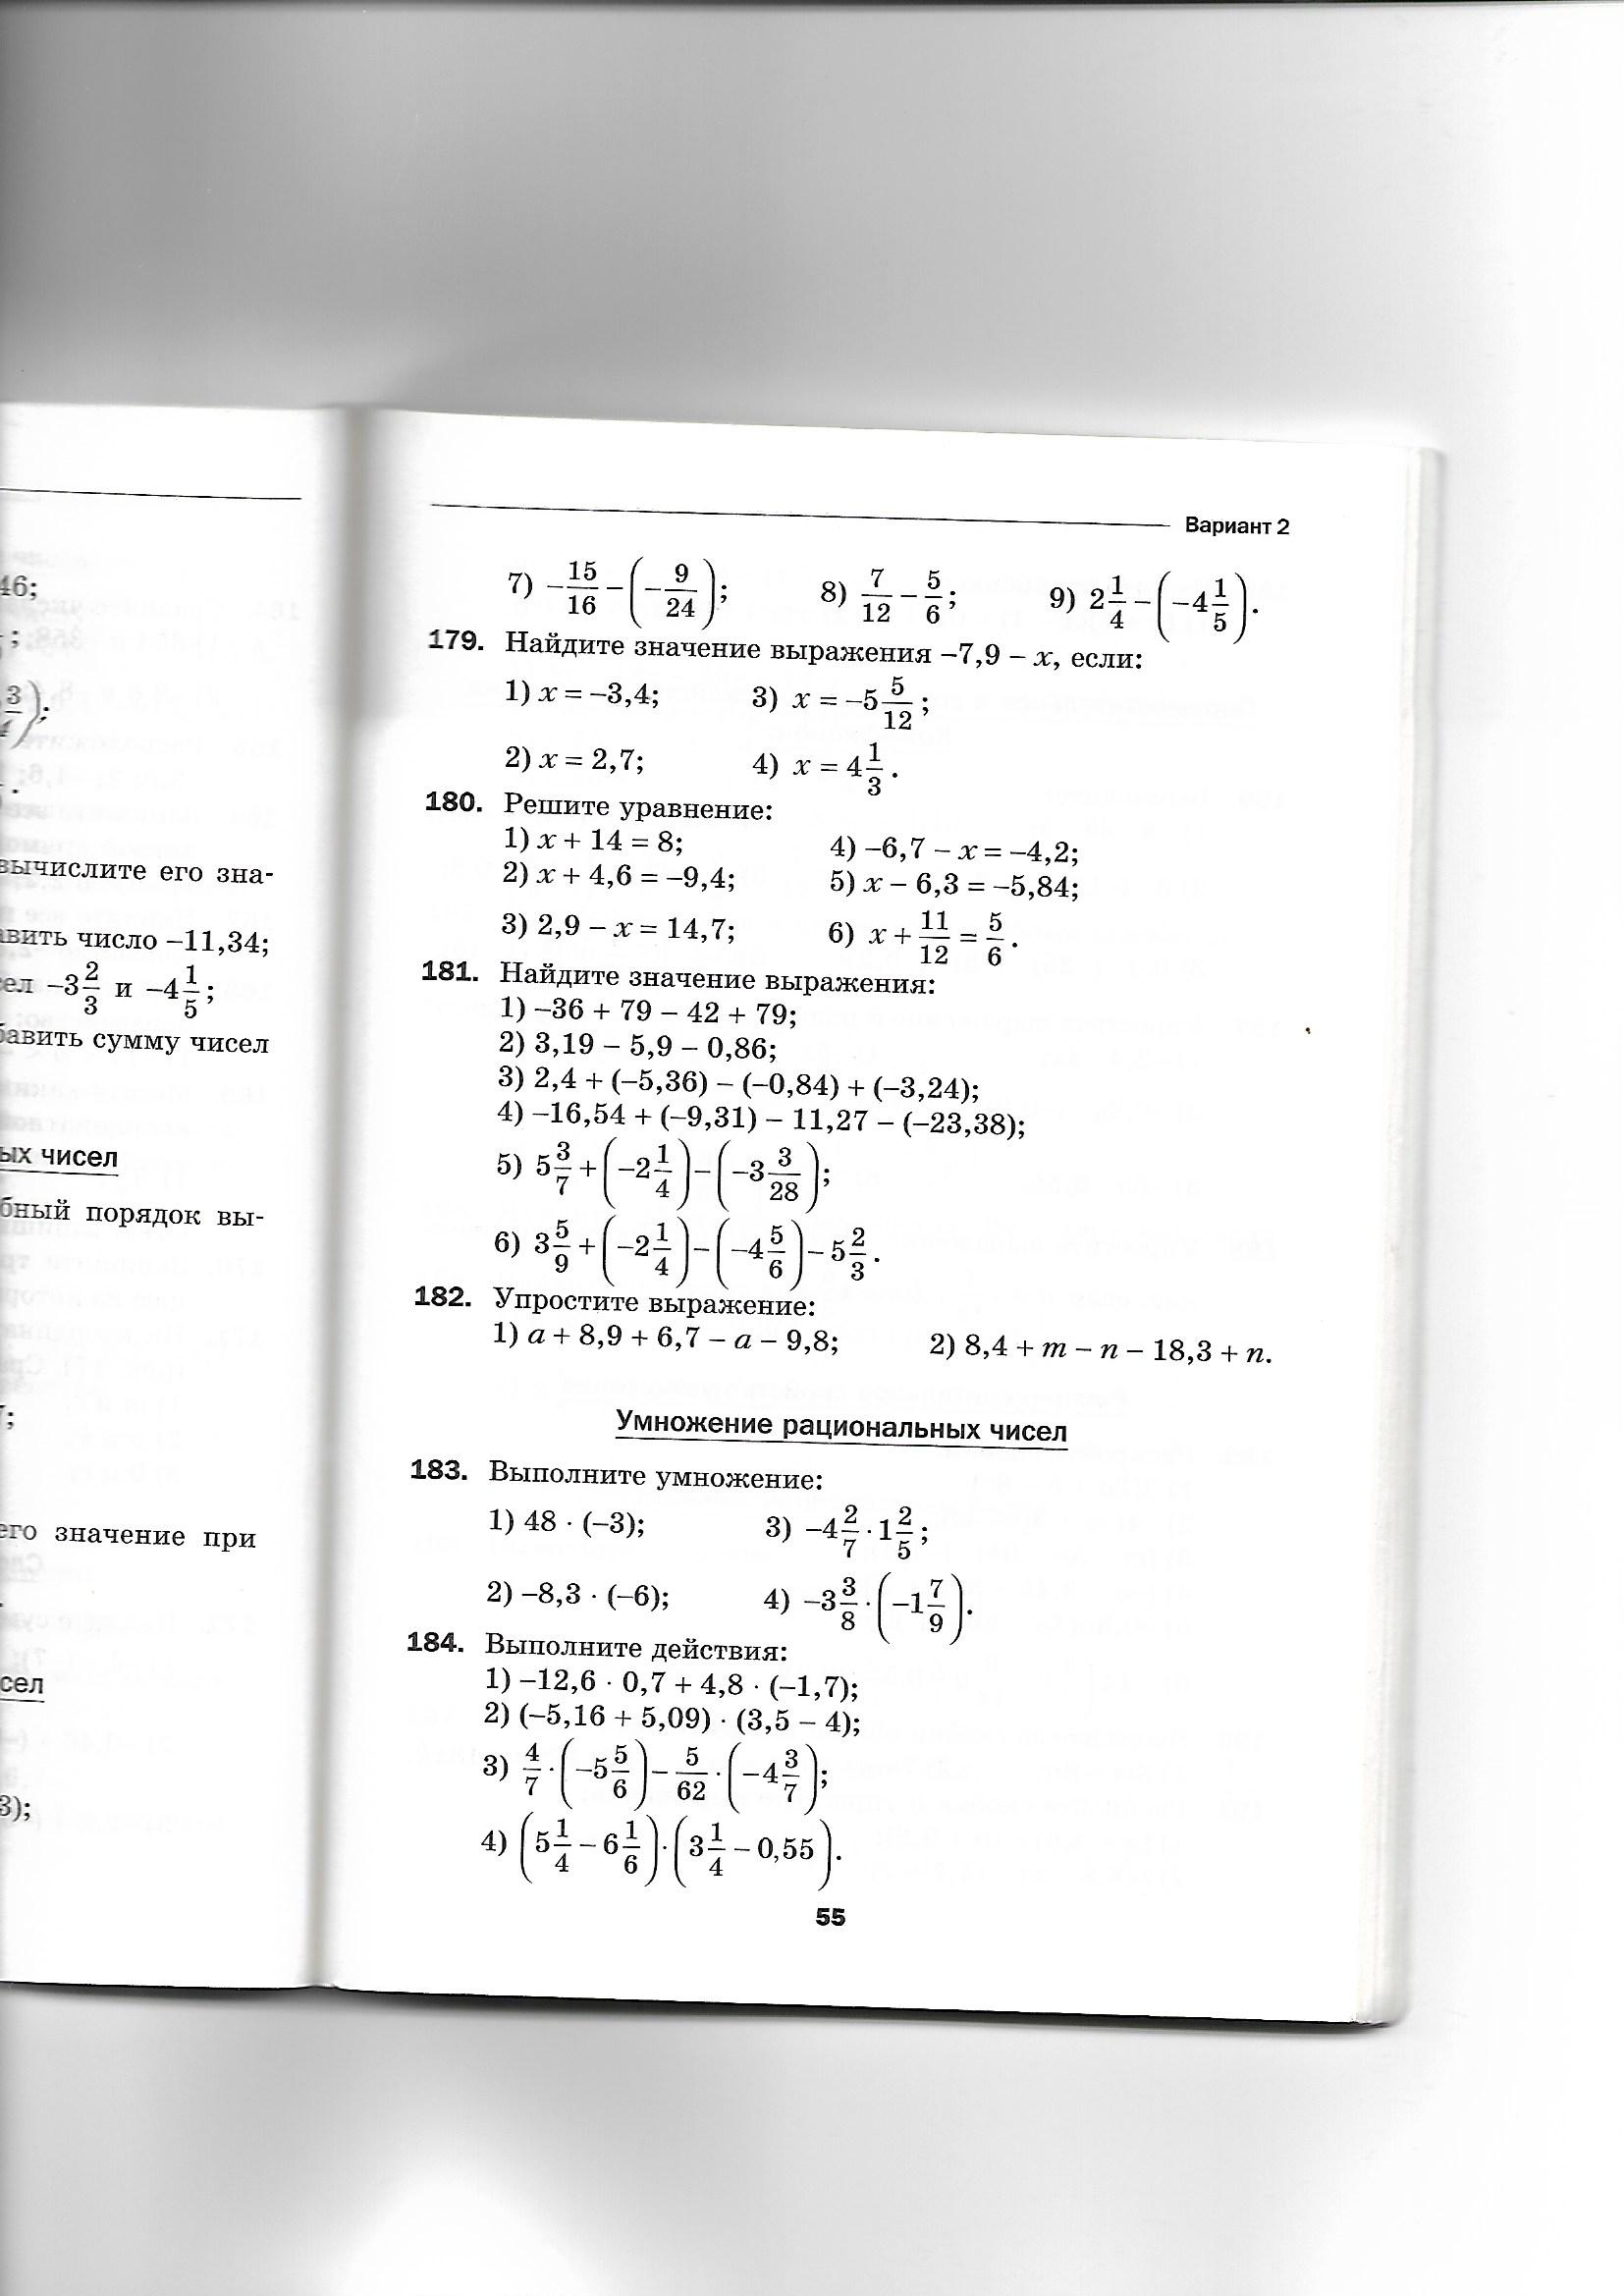 46;
;
3/4);
.
вычислите его зна-
авить число –11,34;
–3 2/3 и –4 1/5;
авить сумму чисел
чисел
порядок вы-
его значение при
3);
Вариант 2
7) –15/16 – (–9/24); 8) 7/12 – 5/6; 9) 2 1/4 – (–4 1/5).
179. Найдите значение выражения –7,9 – x, если:
1) x = –3,4; 3) x = –5 5/12;
2) x = 2,7; 4) x = 4 1/3.
180. Решите уравнение:
1) x + 14 = 8; 4) –6,7 – x = –4,2;
2) x + 4,6 = –9,4; 5) x – 6,3 = –5,84;
3) 2,9 – x = 14,7; 6) x + 11/12 = 5/6.
181. Найдите значение выражения:
1) –36 + 79 – 42 + 79;
2) 3,19 – 5,9 – 0,86;
3) 2,4 + (–5,36) – (–0,84) + (–3,24);
4) –16,54 + (–9,31) – 11,27 – (–23,38);
5) 5 3/7 + (–2 1/4) – (–3 3/28);
6) 3 5/9 + (–2 1/4) – (–4 5/6) – 5 2/3.
182. Упростите выражение:
1) a + 8,9 + 6,7 – a – 9,8; 2) 8,4 + m – n – 18,3 + n.
Умножение рациональных чисел
183. Выполните умножение:
1) 48 · (–3); 3) –4 2/7 · 1 2/5;
2) –8,3 · (–6); 4) –3 3/8 · (–1 7/9).
184. Выполните действия:
1) –12,6 · 0,7 + 4,8 · (–1,7);
2) (–5,16 + 5,09) · (3,5 – 4);
3) 4/7 · (–5 5/6) – 5/62 · (–4 3/7);
4) (5 1/4 – 6 1/6) · (3 1/4 – 0,55).
55